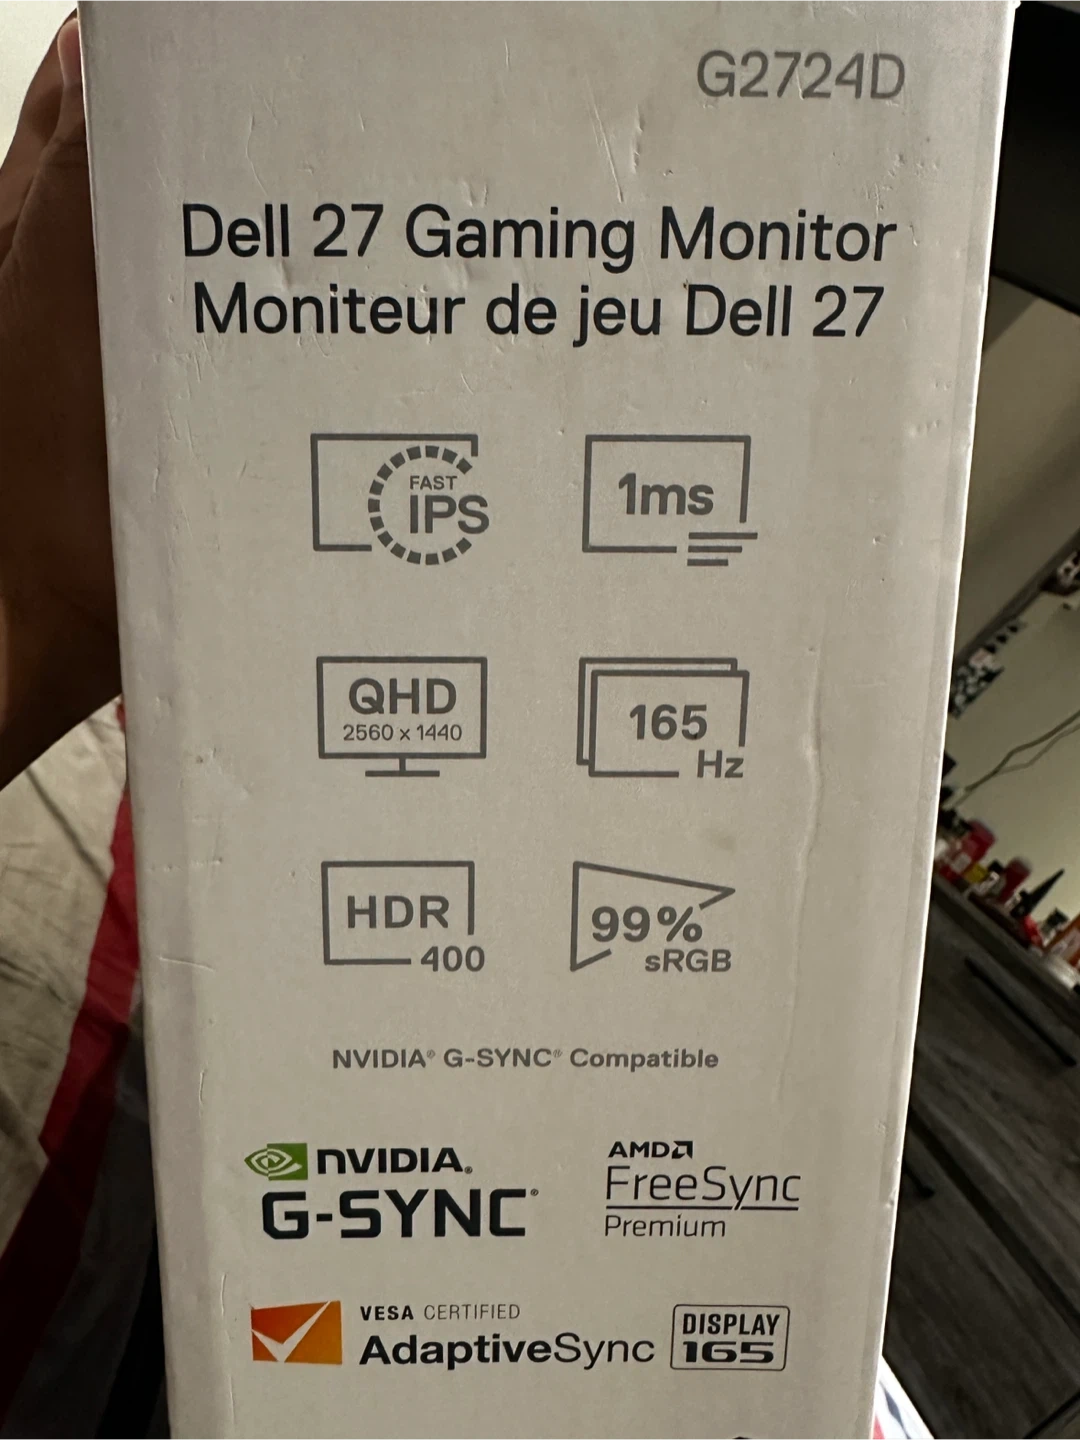 G2724D
Dell 27 Gaming Monitor
Moniteur de jeu Dell 27
FAST
IPS
1ms
QHD
2560 x 1440
165
Hz
HDR
400
99%
sRGB
NVIDIA® G-SYNC® Compatible
NVIDIA®
G-SYNC®
AMD
FreeSync
Premium
VESA CERTIFIED
AdaptiveSync
DISPLAY
165